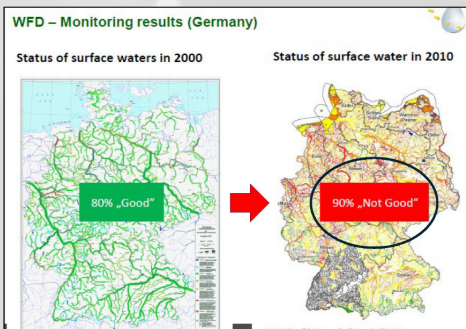 WFD – Monitoring results (Germany)
Status of surface waters in 2000
Status of surface water in 2010
80% „Good"
90% „Not Good"